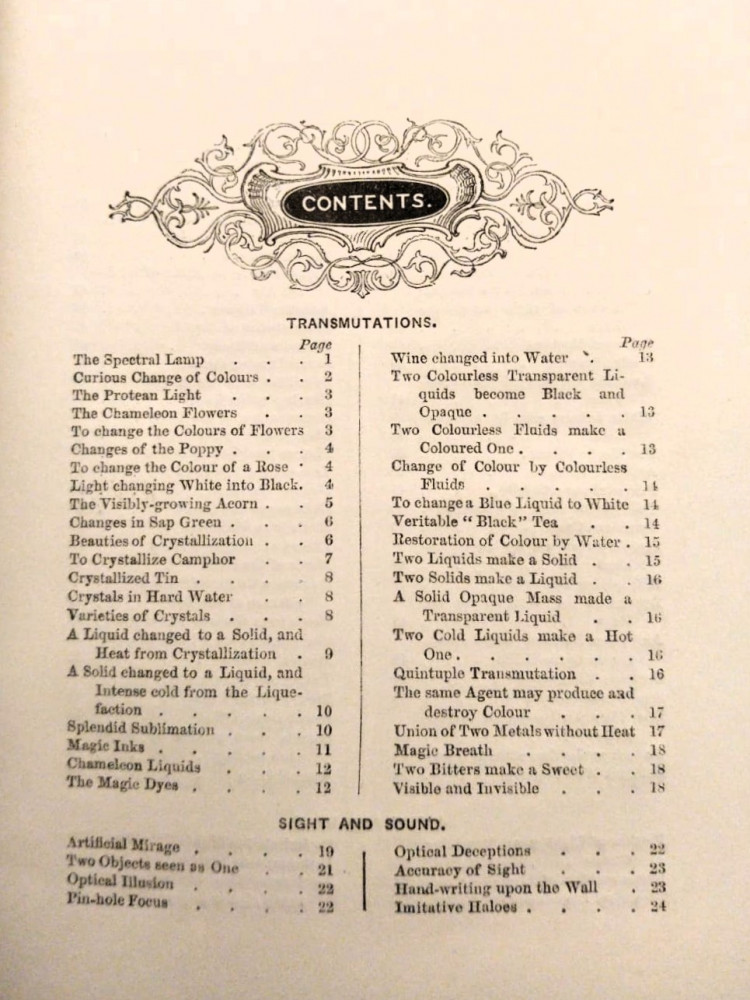 CONTENTS.
TRANSMUTATIONS.
Page
The Spectral Lamp . . . 1
Curious Change of Colours . . 2
The Protean Light . . . 3
The Chameleon Flowers . . 3
To change the Colours of Flowers 3
Changes of the Poppy . . . 4
To change the Colour of a Rose . 4
Light changing White into Black. 4
The Visibly-growing Acorn . . 5
Changes in Sap Green . . . 6
Beauties of Crystallization . . 6
To Crystallize Camphor . . 7
Crystallized Tin . . . . 8
Crystals in Hard Water . . 8
Varieties of Crystals . . . 8
A Liquid changed to a Solid, and
Heat from Crystallization . 9
A Solid changed to a Liquid, and
Intense cold from the Lique-
faction . . . . . 10
Splendid Sublimation . . . 10
Magic Inks . . . . . 11
Chameleon Liquids . . . 12
The Magic Dyes . . . . 12
Page
Wine changed into Water . 13
Two Colourless Transparent Li-
quids become Black and
Opaque . . . . . 13
Two Colourless Fluids make a
Coloured One . . . . 13
Change of Colour by Colourless
Fluids . . . . . 14
To change a Blue Liquid to White 14
Veritable "Black" Tea . . 14
Restoration of Colour by Water . 15
Two Liquids make a Solid . . 15
Two Solids make a Liquid . . 16
A Solid Opaque Mass made a
Transparent Liquid . . 16
Two Cold Liquids make a Hot
One . . . . . . 16
Quintuple Transmutation . . 16
The same Agent may produce and
destroy Colour . . . 17
Union of Two Metals without Heat 17
Magic Breath . . . . 18
Two Bitters make a Sweet . . 18
Visible and Invisible . . . 18
SIGHT AND SOUND.
Artificial Mirage . . . . 19
Two Objects seen as One . . 21
Optical Illusion . . . . 22
Pin-hole Focus . . . . 22
Optical Deceptions . . . 22
Accuracy of Sight . . . 23
Hand-writing upon the Wall . 23
Imitative Haloes . . . . 24